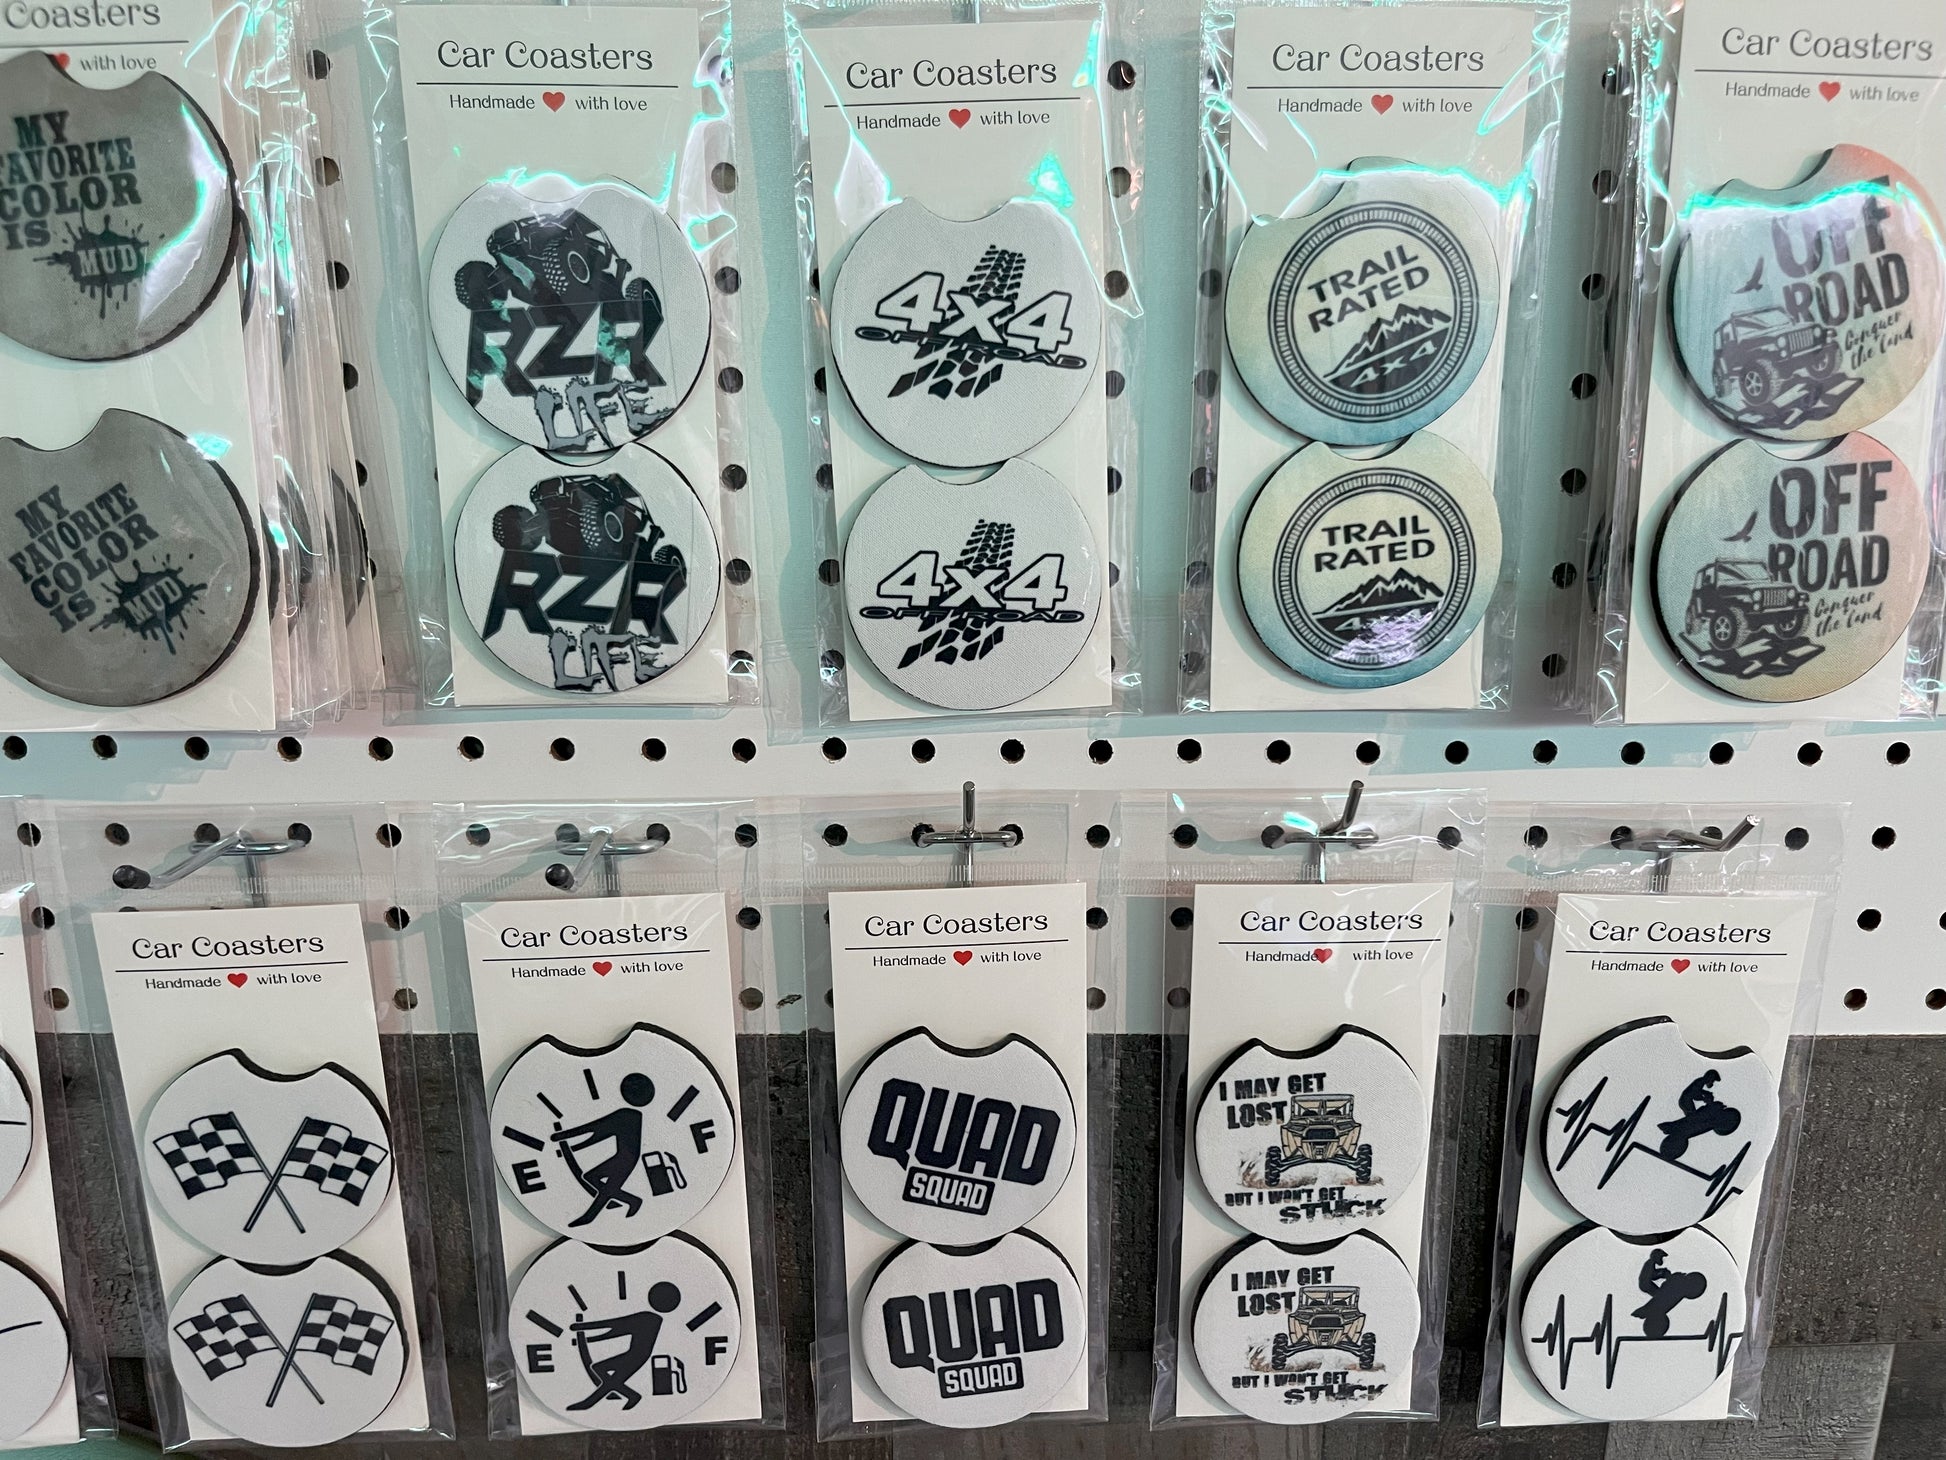 Coasters
with love
MY
FAVORITE
COLOR
IS
MUD
MY
FAVORITE
COLOR
IS
MUD
Car Coasters
Handmade with love
RZR
LIFE
RZR
LIFE
Car Coasters
Handmade with love
4x4
OFFROAD
4x4
OFFROAD
Car Coasters
Handmade with love
TRAIL
RATED
4X4
TRAIL
RATED
4X4
Car Coasters
Handmade with love
OFF
ROAD
Conquer
the land
OFF
ROAD
Conquer
the land
Car Coasters
Handmade with love
Car Coasters
Handmade with love
E F
E F
Car Coasters
Handmade with love
QUAD
SQUAD
QUAD
SQUAD
Car Coasters
Handmade with love
I MAY GET
LOST
BUT I WON'T GET
STUCK
I MAY GET
LOST
BUT I WON'T GET
STUCK
Car Coasters
Handmade with love